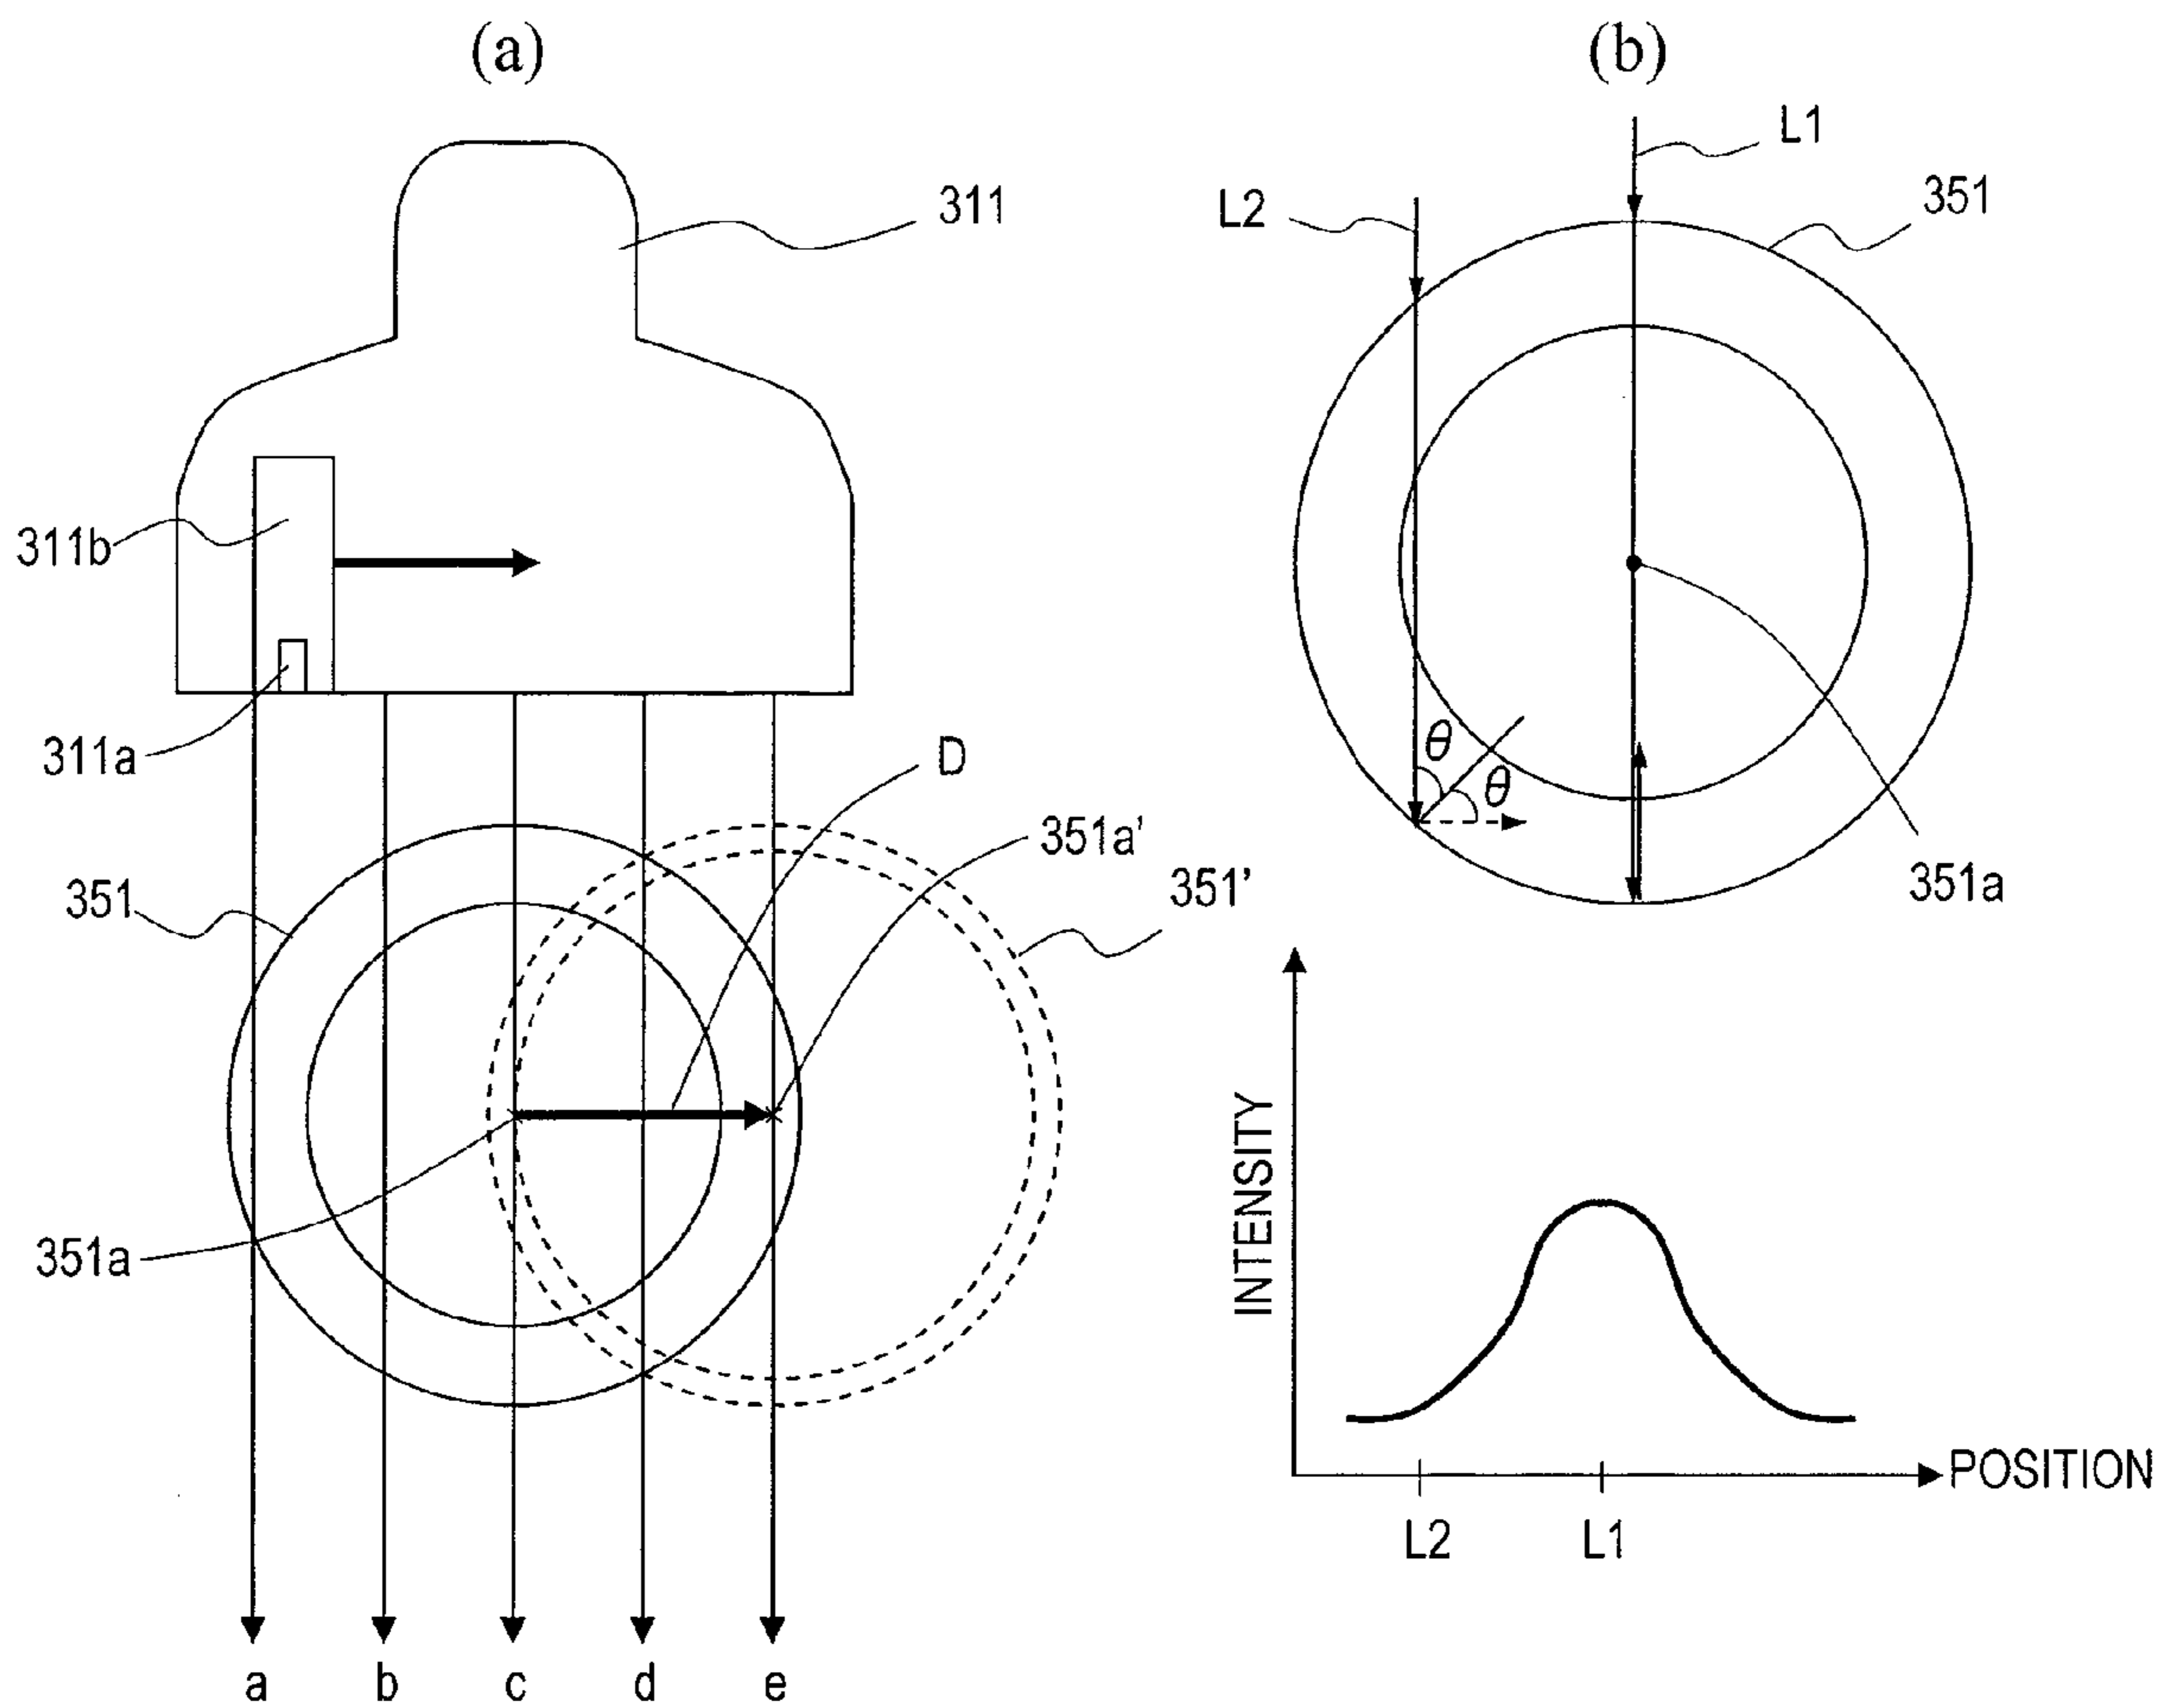 (a)
311
311b
311a
D
351a'
351
351'
351a
a b c d e
(b)
L1
L2
351
θ
θ
351a
INTENSITY
POSITION
L2 L1